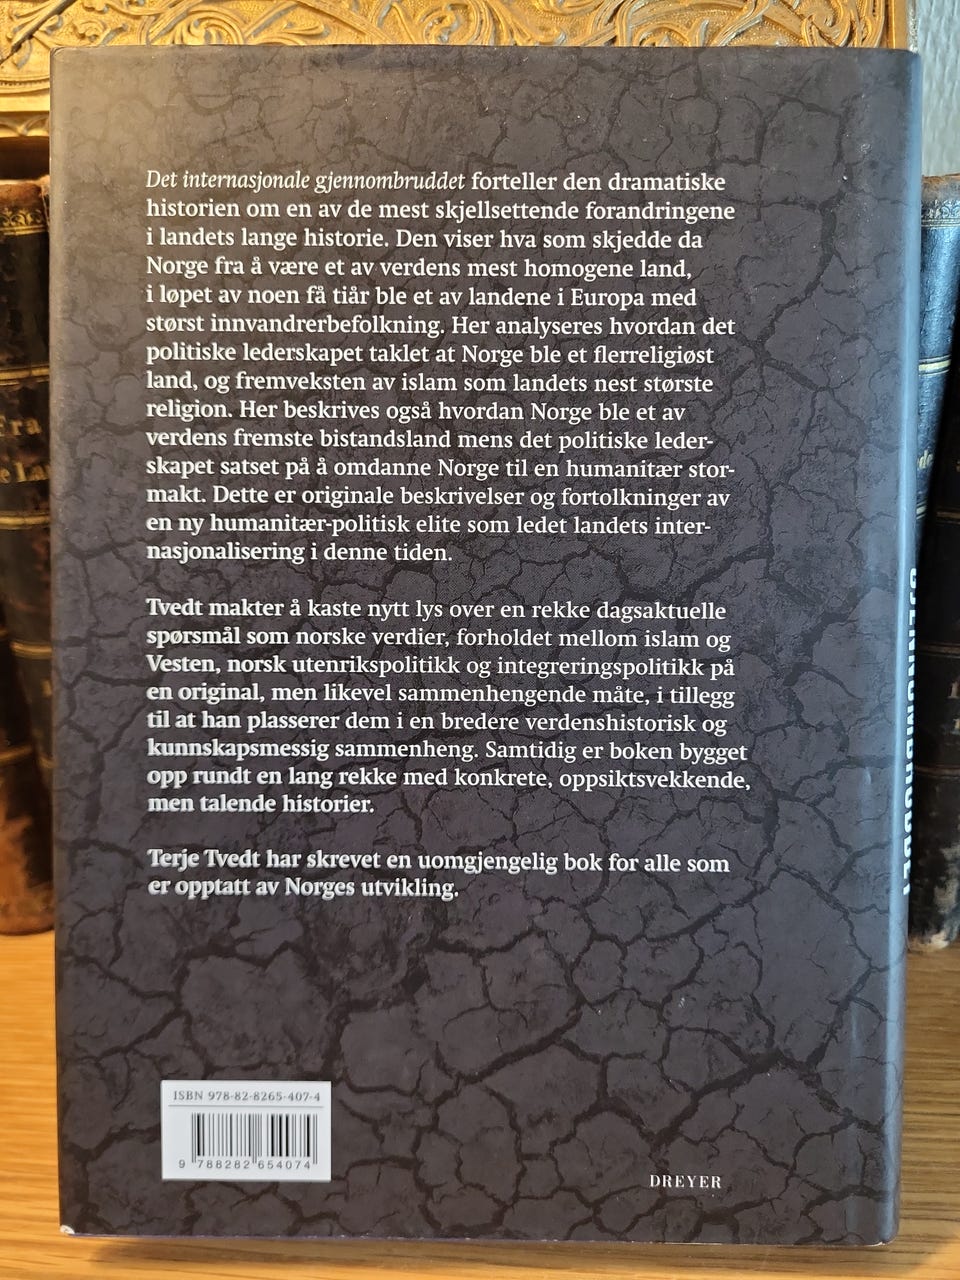 Det internasjonale gjennombruddet forteller den dramatiske
historien om en av de mest skjellsettende forandringene
i landets lange historie. Den viser hva som skjedde da
Norge fra å være et av verdens mest homogene land,
i løpet av noen få tiår ble et av landene i Europa med
størst innvandrerbefolkning. Her analyseres hvordan det
politiske lederskapet taklet at Norge ble et flerreligiøst
land, og fremveksten av islam som landets nest største
religion. Her beskrives også hvordan Norge ble et av
verdens fremste bistandsland mens det politiske leder-
skapet satset på å omdanne Norge til en humanitær stor-
makt. Dette er originale beskrivelser og fortolkninger av
en ny humanitær-politisk elite som ledet landets inter-
nasjonalisering i denne tiden.
Tvedt makter å kaste nytt lys over en rekke dagsaktuelle
spørsmål som norske verdier, forholdet mellom islam og
Vesten, norsk utenrikspolitikk og integreringspolitikk på
en original, men likevel sammenhengende måte, i tillegg
til at han plasserer dem i en bredere verdenshistorisk og
kunnskapsmessig sammenheng. Samtidig er boken bygget
opp rundt en lang rekke med konkrete, oppsiktsvekkende,
men talende historier.
Terje Tvedt har skrevet en uomgjengelig bok for alle som
er opptatt av Norges utvikling.
ISBN 978-82-8265-407-4
9 788282 654074
DREYER
GJENNOMBRUDDET